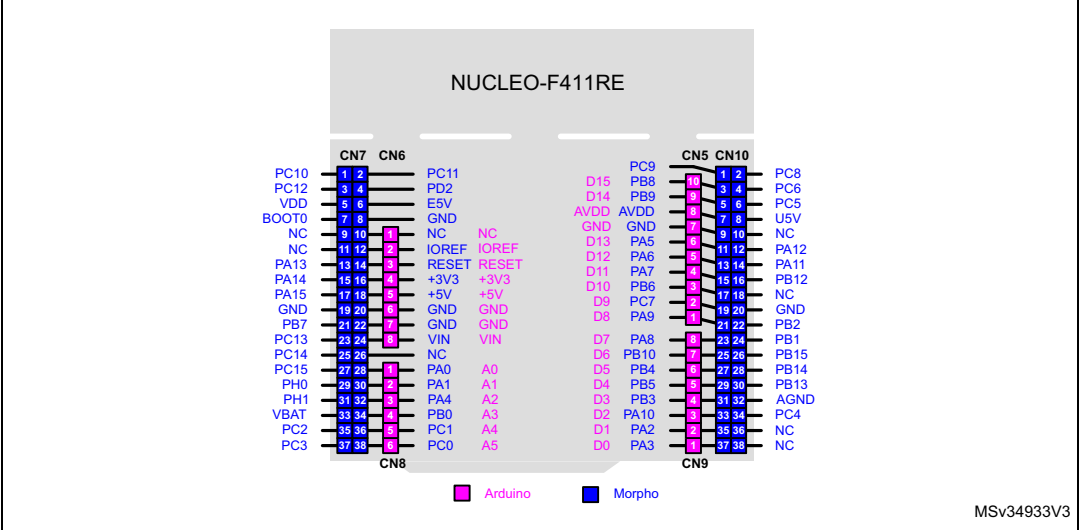 NUCLEO-F411RE
CN7 CN6 CN5 CN10
PC9
PC10 1 2 PC11 1 2 PC8
PC12 3 4 PD2 D15 PB8 10 3 4 PC6
VDD 5 6 E5V D14 PB9 9 5 6 PC5
BOOT0 7 8 GND AVDD AVDD 8 7 8 U5V
NC 9 10 1 NC NC GND GND 7 9 10 NC
NC 11 12 2 IOREF IOREF D13 PA5 6 11 12 PA12
PA13 13 14 3 RESET RESET D12 PA6 5 13 14 PA11
PA14 15 16 4 +3V3 +3V3 D11 PA7 4 15 16 PB12
PA15 17 18 5 +5V +5V D10 PB6 3 17 18 NC
GND 19 20 6 GND GND D9 PC7 2 19 20 GND
PB7 21 22 7 GND GND D8 PA9 1 21 22 PB2
PC13 23 24 8 VIN VIN D7 PA8 8 23 24 PB1
PC14 25 26 NC D6 PB10 7 25 26 PB15
PC15 27 28 1 PA0 A0 D5 PB4 6 27 28 PB14
PH0 29 30 2 PA1 A1 D4 PB5 5 29 30 PB13
PH1 31 32 3 PA4 A2 D3 PB3 4 31 32 AGND
VBAT 33 34 4 PB0 A3 D2 PA10 3 33 34 PC4
PC2 35 36 5 PC1 A4 D1 PA2 2 35 36 NC
PC3 37 38 6 PC0 A5 D0 PA3 1 37 38 NC
CN8 CN9
Arduino Morpho
MSv34933V3